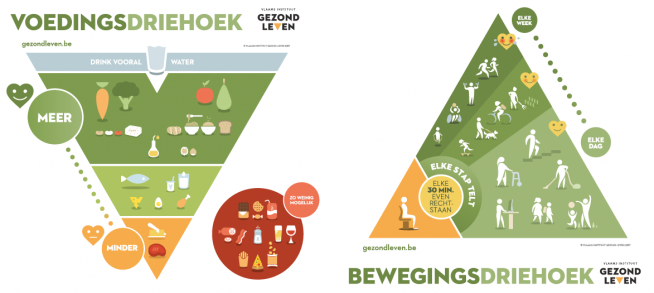 VOEDINGSDRIEHOEK
VLAAMS INSTITUUT
GEZOND
LEVEN
gezondleven.be
DRINK VOORAL WATER
MEER
MINDER
ZO WEINIG
MOGELIJK
ELKE
WEEK
ELKE
DAG
ELKE STAP TELT
ELKE
30 MIN.
EVEN
RECHT-
STAAN
gezondleven.be
BEWEGINGSDRIEHOEK
VLAAMS INSTITUUT
GEZOND
LEVEN